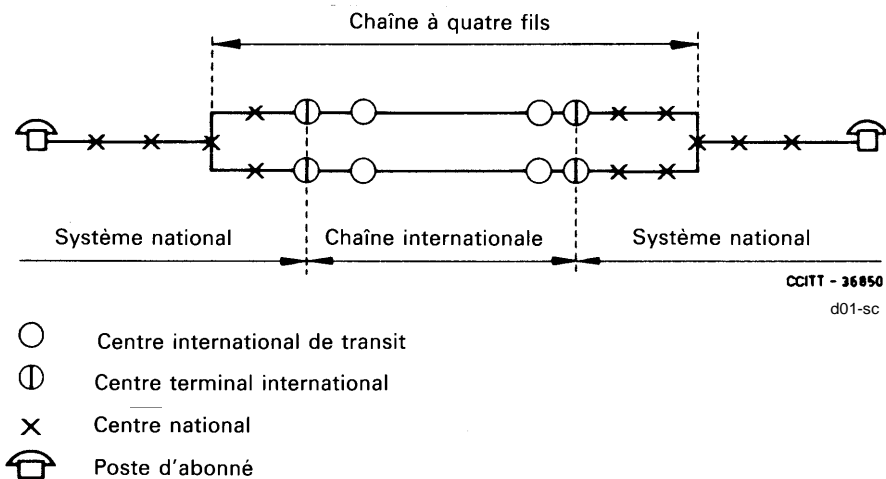 Chaîne à quatre fils
Système national
Chaîne internationale
Système national
CCITT - 36850
d01-sc
Centre international de transit
Centre terminal international
Centre national
Poste d'abonné